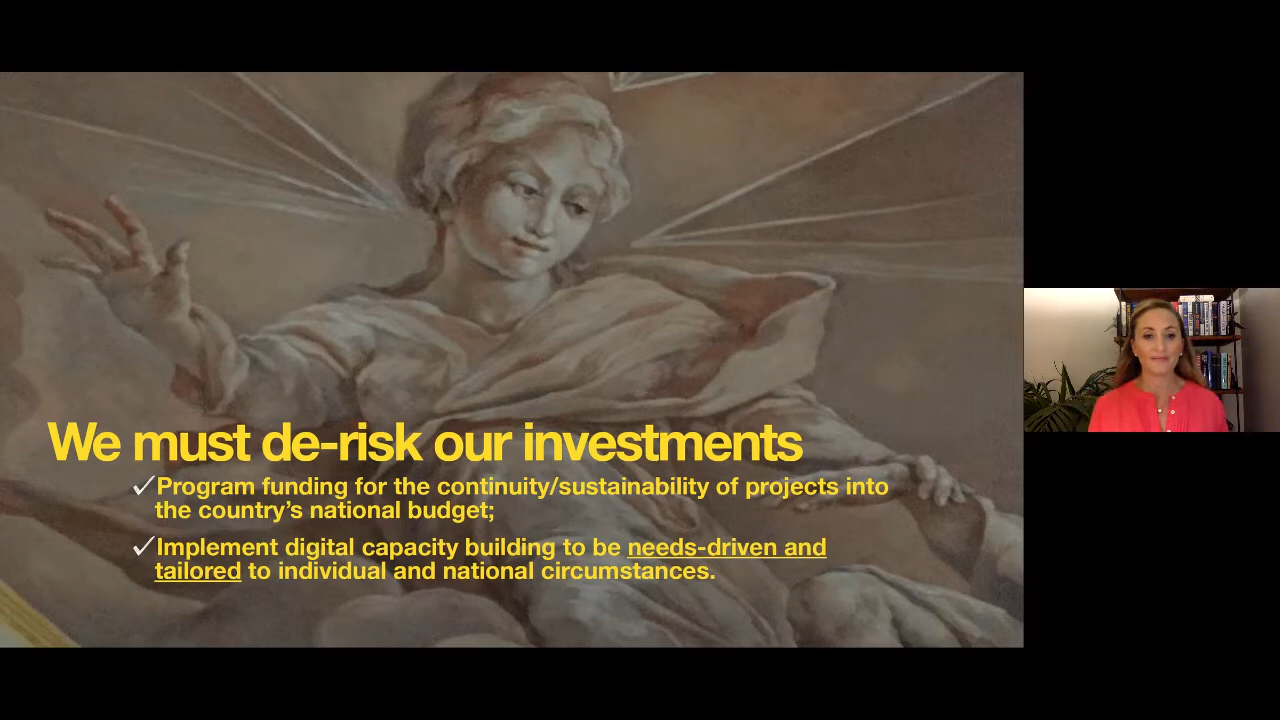 We must de-risk our investments
✓Program funding for the continuity/sustainability of projects into
the country’s national budget;
✓Implement digital capacity building to be needs-driven and
tailored to individual and national circumstances.